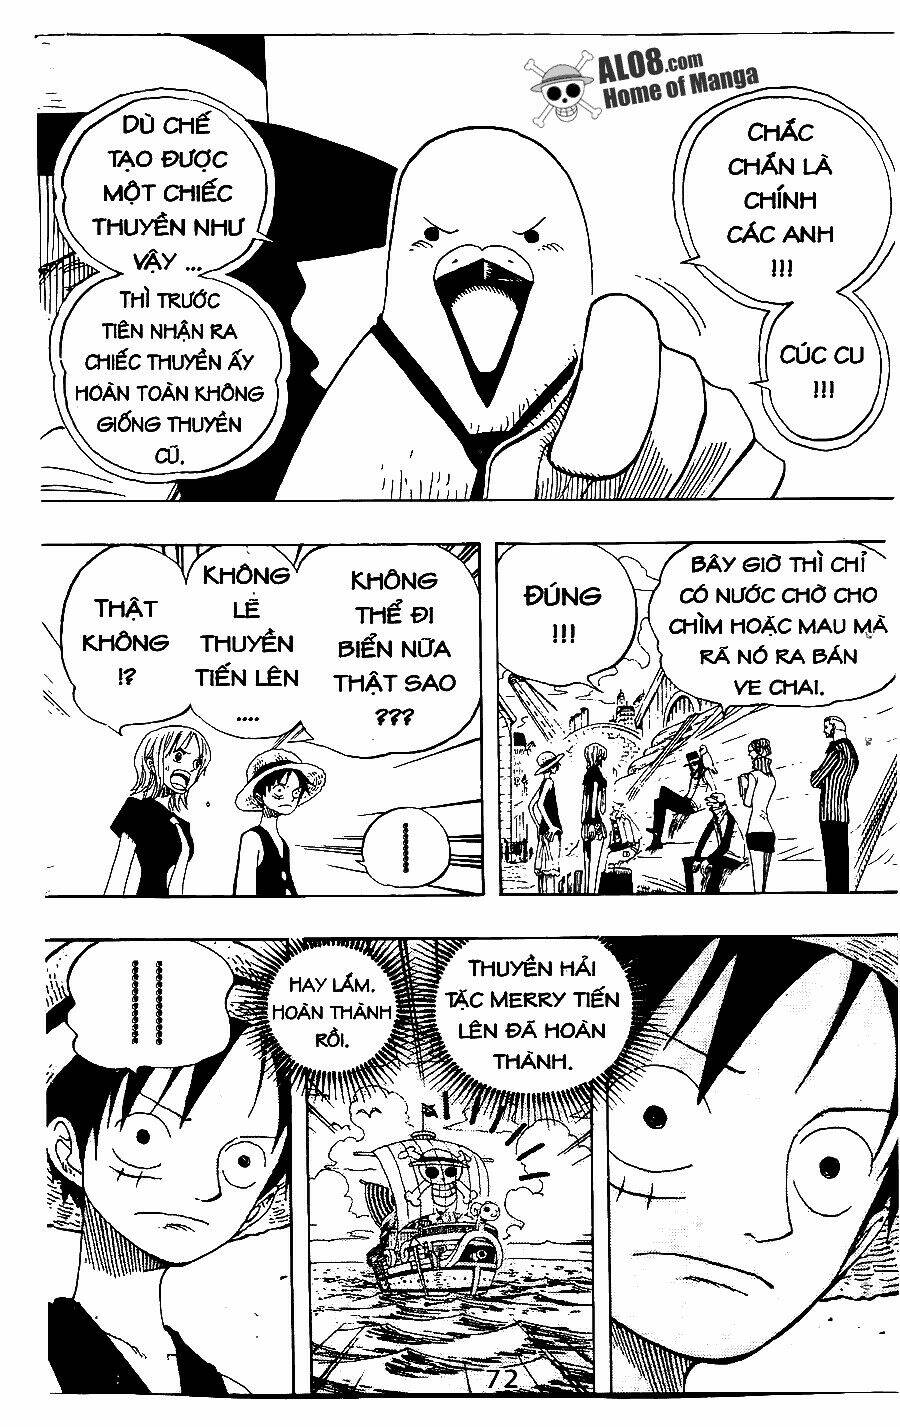 AL08.com
Home of Manga
CHẮC
CHẮN LÀ
CHÍNH
CÁC ANH
!!!
CÚC CU
!!!
DÙ CHẾ
TẠO ĐƯỢC
MỘT CHIẾC
THUYỀN NHƯ
VẬY ...
THÌ TRƯỚC
TIÊN NHẬN RA
CHIẾC THUYỀN ẤY
HOÀN TOÀN KHÔNG
GIỐNG THUYỀN
CŨ.
BÂY GIỜ THÌ CHỈ
CÓ NƯỚC CHỜ CHO
CHÌM HOẶC MAU MÀ
RÃ NÓ RA BÁN
VE CHAI.
ĐÚNG
!!!
KHÔNG
THỂ ĐI
BIỂN NỮA
THẬT SAO
???
KHÔNG
LẼ
THUYỀN
TIẾN LÊN
....
THẬT
KHÔNG
!?
THUYỀN HẢI
TẶC MERRY TIẾN
LÊN ĐÃ HOÀN
THÀNH.
HAY LẮM.
HOÀN THÀNH
RỒI.
72